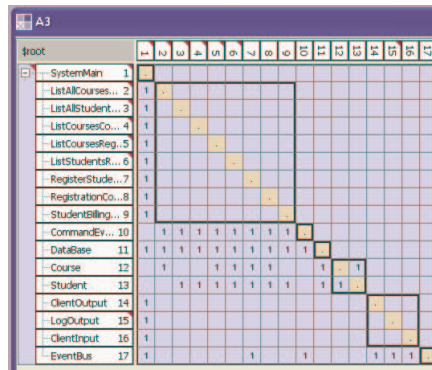 A3
$root 1 2 3 4 5 6 7 8 9 10 11 12 13 14 15 16 17
SystemMain 1 .
ListAllCourses... 2 1 .
ListAllStudent... 3 1 .
ListCoursesCo... 4 1 .
ListCoursesReg..5 1 .
ListStudentsR... 6 1 .
RegisterStude...7 1 .
RegistrationCo...8 1 .
StudentBilling... 9 1 .
CommandEv... 10 1 1 1 1 1 1 1 1 .
DataBase 11 1 1 1 1 1 1 1 1 1 1 .
Course 12 1 1 1 1 1 1 . 1
Student 13 1 1 1 1 1 1 1 1 1 .
ClientOutput 14 1 .
LogOutput 15 1 .
ClientInput 16 1 .
EventBus 17 1 1 1 1 1 1 .